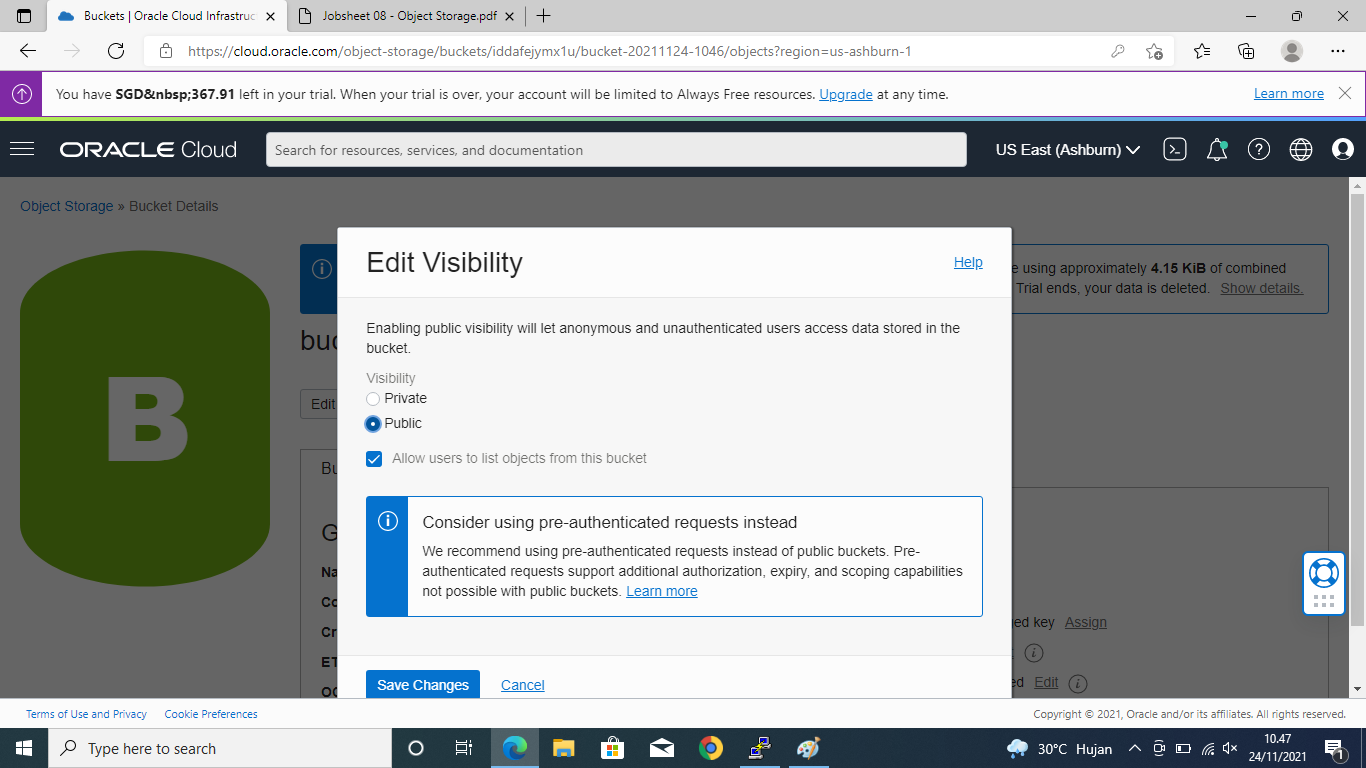 Buckets | Oracle Cloud Infrastruc
Jobsheet 08 - Object Storage.pdf
https://cloud.oracle.com/object-storage/buckets/iddafejymx1u/bucket-20211124-1046/objects?region=us-ashburn-1
You have SGD&nbsp;367.91 left in your trial. When your trial is over, your account will be limited to Always Free resources. Upgrade at any time.
Learn more
ORACLE Cloud
Search for resources, services, and documentation
US East (Ashburn)
Object Storage » Bucket Details
B
e using approximately 4.15 KiB of combined
Trial ends, your data is deleted. Show details.
buc
Edit
Bu
G
Na
Co
Cr
ET
OC
Edit Visibility
Help
Enabling public visibility will let anonymous and unauthenticated users access data stored in the
bucket.
Visibility
Private
Public
Allow users to list objects from this bucket
Consider using pre-authenticated requests instead
We recommend using pre-authenticated requests instead of public buckets. Pre-
authenticated requests support additional authorization, expiry, and scoping capabilities
not possible with public buckets. Learn more
Save Changes
Cancel
ged key Assign
ed Edit
Terms of Use and Privacy
Cookie Preferences
Copyright © 2021, Oracle and/or its affiliates. All rights reserved.
Type here to search
30°C Hujan
10.47
24/11/2021
1